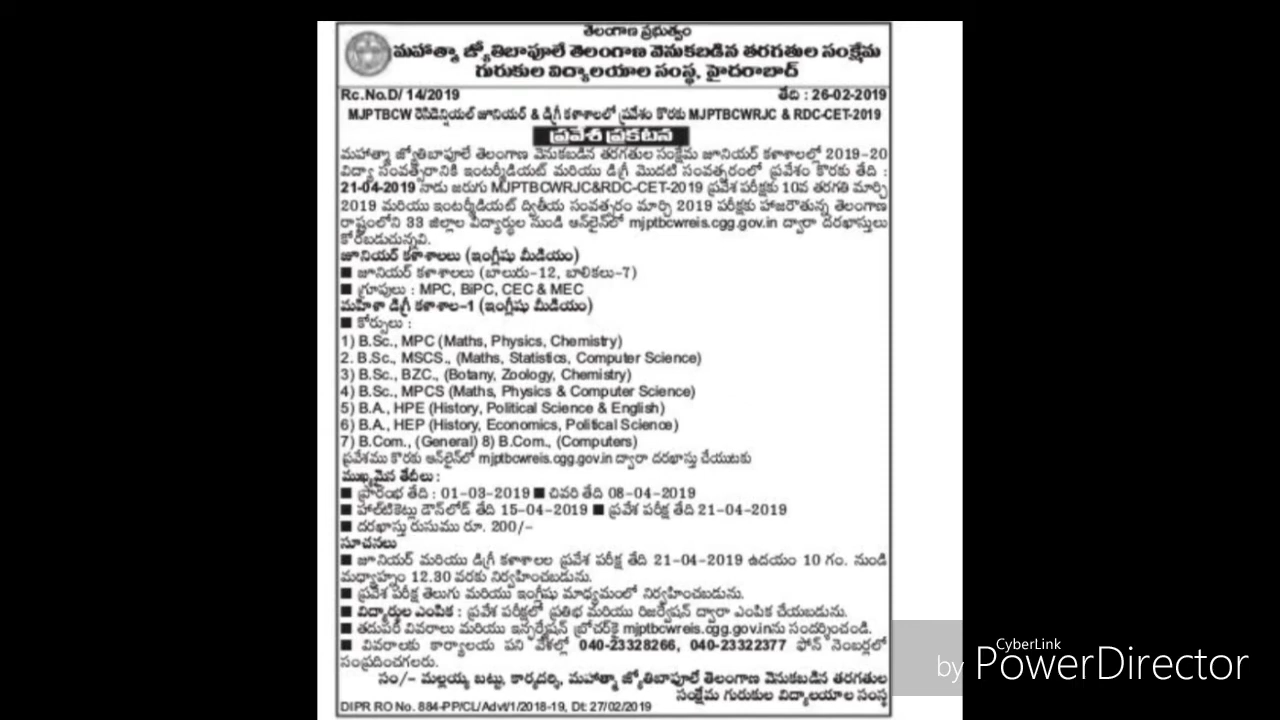 తెలంగాణ ప్రభుత్వం
మహాత్మా జ్యోతిబాపూలే తెలంగాణ వెనుకబడిన తరగతుల సంక్షేమ
గురుకుల విద్యాలయాల సంస్థ, హైదరాబాద్
Rc.No.D/ 14/2019 తేది : 26-02-2019
MJPTBCW రెసిడెన్షియల్ జూనియర్ & డిగ్రీ కళాశాలలో ప్రవేశం కొరకు MJPTBCWRJC & RDC-CET-2019
ప్రవేశ ప్రకటన
మహాత్మా జ్యోతిబాపూలే తెలంగాణ వెనుకబడిన తరగతుల సంక్షేమ జూనియర్ కళాశాలల్లో 2019-20
విద్యా సంవత్సరానికి ఇంటర్మీడియట్ మరియు డిగ్రీ మొదటి సంవత్సరంలో ప్రవేశం కొరకు తేది :
21-04-2019 నాడు జరుగు MJPTBCWRJC&RDC-CET-2019 ప్రవేశ పరీక్షకు 10వ తరగతి మార్చి
2019 మరియు ఇంటర్మీడియట్ ద్వితీయ సంవత్సరం మార్చి 2019 పరీక్షకు హాజరౌతున్న తెలంగాణ
రాష్ట్రంలోని 33 జిల్లాల విద్యార్థుల నుండి ఆన్‌లైన్‌లో mjptbcwreis.cgg.gov.in ద్వారా దరఖాస్తులు
కోరబడుచున్నవి.
జూనియర్ కళాశాలలు (ఇంగ్లీషు మీడియం)
■ జూనియర్ కళాశాలలు (బాలురు-12, బాలికలు-7)
■ గ్రూపులు : MPC, BiPC, CEC & MEC
మహిళా డిగ్రీ కళాశాల-1 (ఇంగ్లీషు మీడియం)
■ కోర్సులు :
1) B.Sc., MPC (Maths, Physics, Chemistry)
2. B.Sc., MSCS., (Maths, Statistics, Computer Science)
3) B.Sc., BZC., (Botany, Zoology, Chemistry)
4) B.Sc., MPCS (Maths, Physics & Computer Science)
5) B.A., HPE (History, Political Science & English)
6) B.A., HEP (History, Economics, Political Science)
7) B.Com., (General) 8) B.Com., (Computers)
ప్రవేశము కొరకు ఆన్‌లైన్‌లో mjptbcwreis.cgg.gov.in ద్వారా దరఖాస్తు చేయుటకు
ముఖ్యమైన తేదీలు :
■ ప్రారంభ తేది : 01-03-2019 ■ చివరి తేది 08-04-2019
■ హాల్‌టికెట్లు డౌన్‌లోడ్ తేది 15-04-2019 ■ ప్రవేశ పరీక్ష తేది 21-04-2019
■ దరఖాస్తు రుసుము రూ. 200/-
సూచనలు
■ జూనియర్ మరియు డిగ్రీ కళాశాలల ప్రవేశ పరీక్ష తేది 21-04-2019 ఉదయం 10 గం. నుండి
మధ్యాహ్నం 12.30 వరకు నిర్వహించబడును.
■ ప్రవేశ పరీక్ష తెలుగు మరియు ఇంగ్లీషు మాధ్యమంలో నిర్వహించబడును.
■ విద్యార్థుల ఎంపిక : ప్రవేశ పరీక్షలో ప్రతిభ మరియు రిజర్వేషన్ ద్వారా ఎంపిక చేయబడును.
■ తదుపరి వివరాలు మరియు ఇన్ఫర్మేషన్ బ్రోచర్‌కై mjptbcwreis.cgg.gov.inను సందర్శించండి.
■ వివరాలకు కార్యాలయ పని వేళల్లో 040-23328266, 040-23322377 ఫోన్ నెంబర్లలో
సంప్రదించగలరు.
సం/- మల్లయ్య బట్టు, కార్యదర్శి, మహాత్మా జ్యోతిబాపూలే తెలంగాణ వెనుకబడిన తరగతుల
సంక్షేమ గురుకుల విద్యాలయాల సంస్థ
DIPR RO No. 884-PP/CL/Advt/1/2018-19, Dt: 27/02/2019
by CyberLink PowerDirector